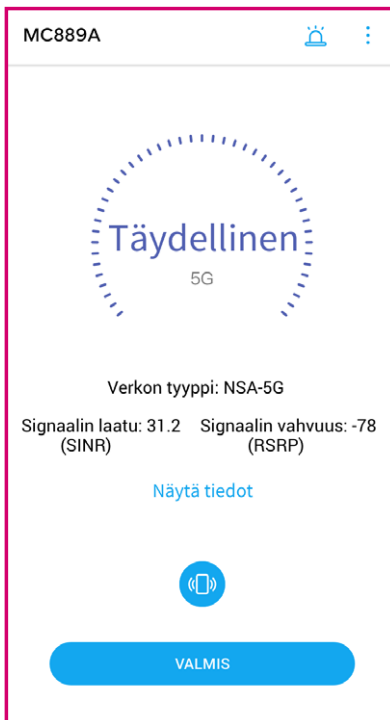 MC889A
Täydellinen
5G
Verkon tyyppi: NSA-5G
Signaalin laatu: 31.2 Signaalin vahvuus: -78
(SINR) (RSRP)
Näytä tiedot
VALMIS